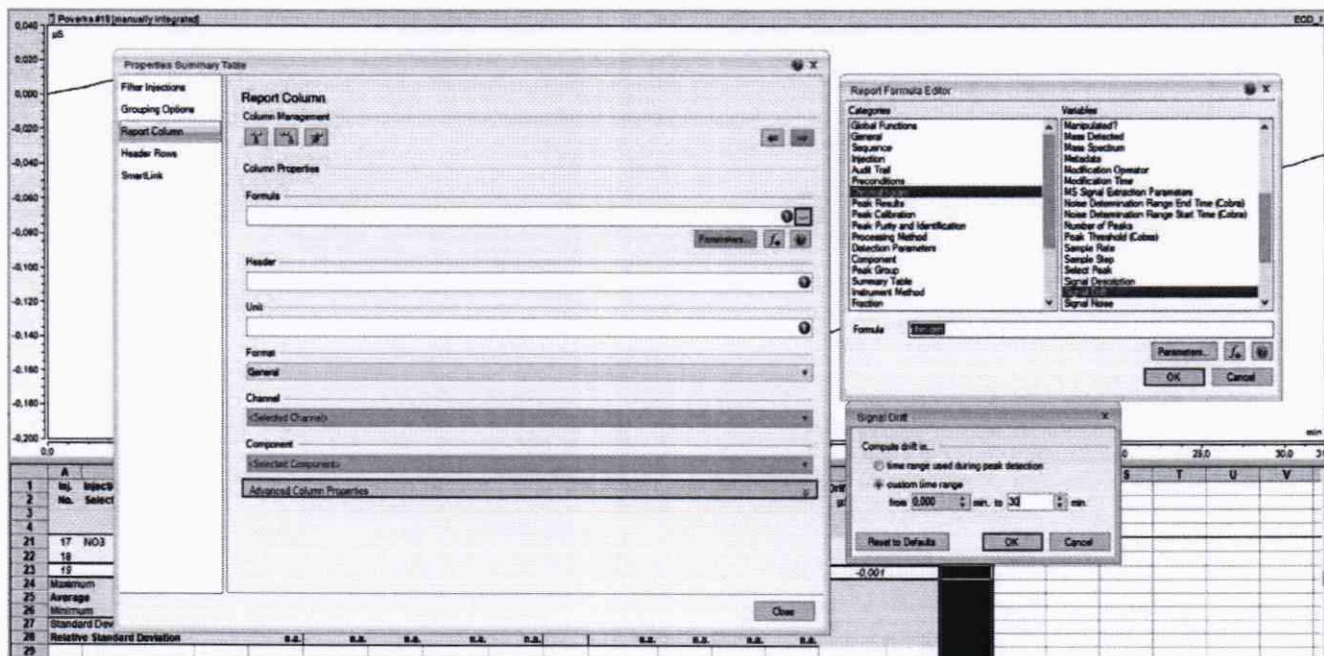 Poverka #19 [manually integrated]
ECD_1
µS
0,040
0,020
0,000
-0,020
-0,040
-0,060
-0,080
-0,100
-0,120
-0,140
-0,160
-0,180
-0,200
0,0
25,0
30,0
min
Properties Summary Table
Filter Injections
Grouping Options
Report Column
Header Rows
SmartLink
Report Column
Column Management
Column Properties
Formula
Parameters...
Header
Unit
Format
General
Channel
<Selected Channel>
Component
<Selected Component>
Advanced Column Properties
Close
Report Formula Editor
Categories
Global Functions
General
Sequence
Injection
Audit Trail
Preconditions
Peak Results
Peak Calibration
Peak Purity and Identification
Processing Method
Detection Parameters
Component
Peak Group
Summary Table
Instrument Method
Fraction
Variables
Manipulated?
Mass Detected
Mass Spectrum
Metadata
Modification Operator
Modification Time
MS Signal Extraction Parameters
Noise Determination Range End Time (Cobra)
Noise Determination Range Start Time (Cobra)
Number of Peaks
Peak Threshold (Cobra)
Sample Rate
Sample Step
Select Peak
Signal Description
Signal Drift
Signal Noise
Formula
Parameters...
OK Cancel
Signal Drift
Compute drift in...
time range used during peak detection
custom time range
from 0,000 min. to 30 min.
Reset to Defaults OK Cancel
A S T U V
1 Inj.
2 No.
3
4
21 17 NO3
22 18
23 19 -0,001
24 Maximum
25 Average
26 Minimum
27
28 Relative Standard Deviation n.a. n.a. n.a. n.a. n.a. n.a. n.a. n.a. n.a.
29